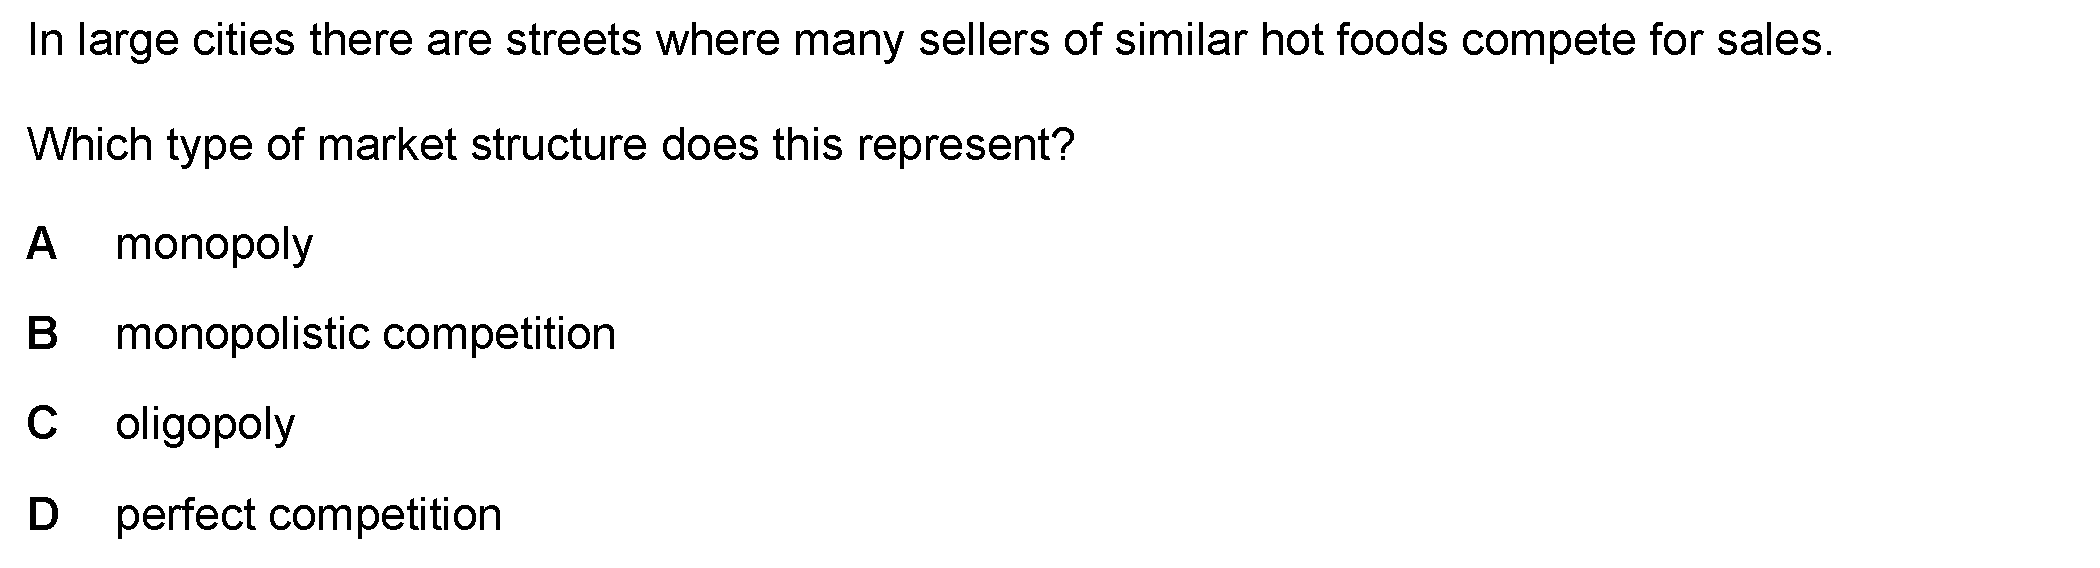 In large cities there are streets where many sellers of similar hot foods compete for sales.
Which type of market structure does this represent?
A monopoly
B monopolistic competition
C oligopoly
D perfect competition